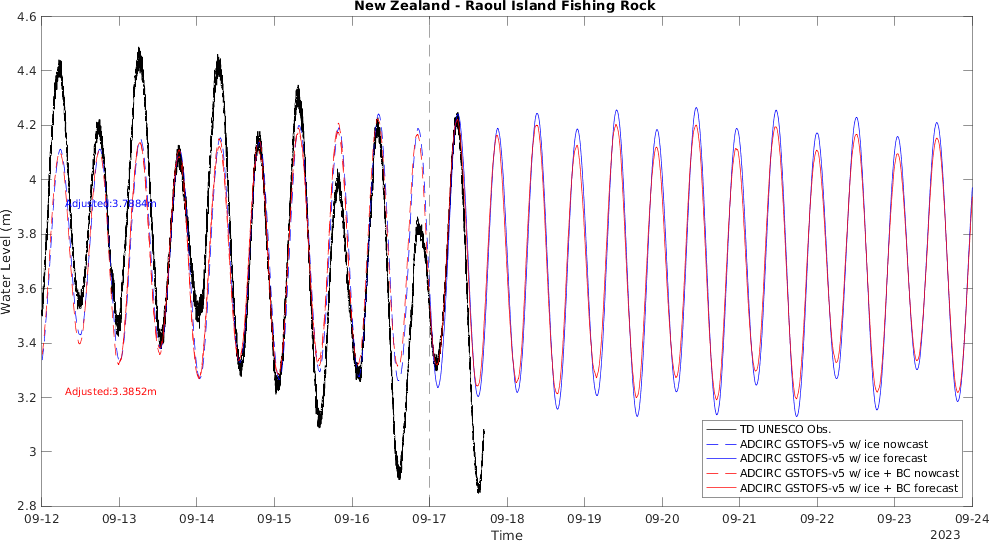 New Zealand - Raoul Island Fishing Rock
4.6
4.4
4.2
4
3.8
3.6
3.4
3.2
3
2.8
Water Level (m)
Adjusted:3.7884m
Adjusted:3.3852m
TD UNESCO Obs.
ADCIRC GSTOFS-v5 w/ ice nowcast
ADCIRC GSTOFS-v5 w/ ice forecast
ADCIRC GSTOFS-v5 w/ ice + BC nowcast
ADCIRC GSTOFS-v5 w/ ice + BC forecast
09-12 09-13 09-14 09-15 09-16 09-17 09-18 09-19 09-20 09-21 09-22 09-23 09-24
Time
2023